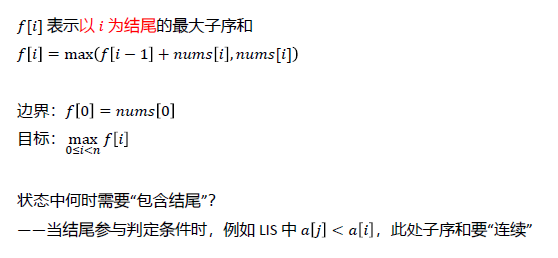 f[i] 表示以 i 为结尾的最大子序和
f[i] = max(f[i − 1] + nums[i], nums[i])
边界：f[0] = nums[0]
目标：max f[i]
0≤i<n
状态中何时需要“包含结尾”？
——当结尾参与判定条件时，例如 LIS 中 a[j] < a[i]，此处子序和要“连续”